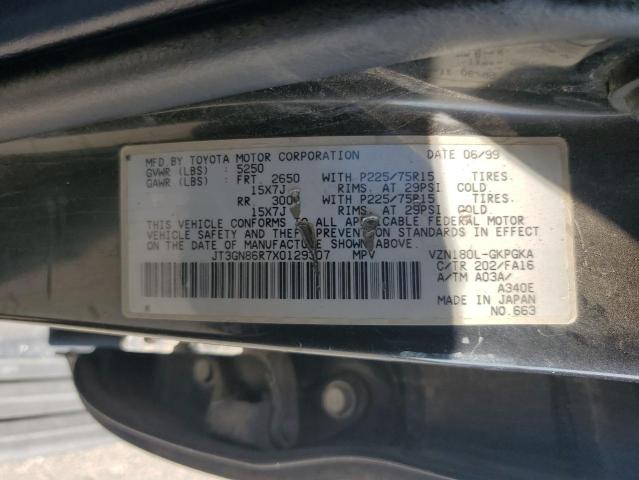 MFD BY TOYOTA MOTOR CORPORATION DATE 06/99
GVWR (LBS) : 5250
GAWR (LBS) : FRT 2650 WITH P225/75R15 TIRES.
15X7J RIMS. AT 29PSI COLD.
RR WITH P225/75R15 TIRES.
15X7J RIMS. AT 29PSI COLD.
THIS VEHICLE CONFORMS TO ALL APPLICABLE FEDERAL MOTOR
VEHICLE SAFETY AND THEFT PREVENTION STANDARDS IN EFFECT
ON THE DATE OF MANUFACTURE SHOWN ABOVE.
MPV VZN180L-GKPGKA
C/TR 202/FA16
A/TM A03A/
A340E
MADE IN JAPAN
NO.663